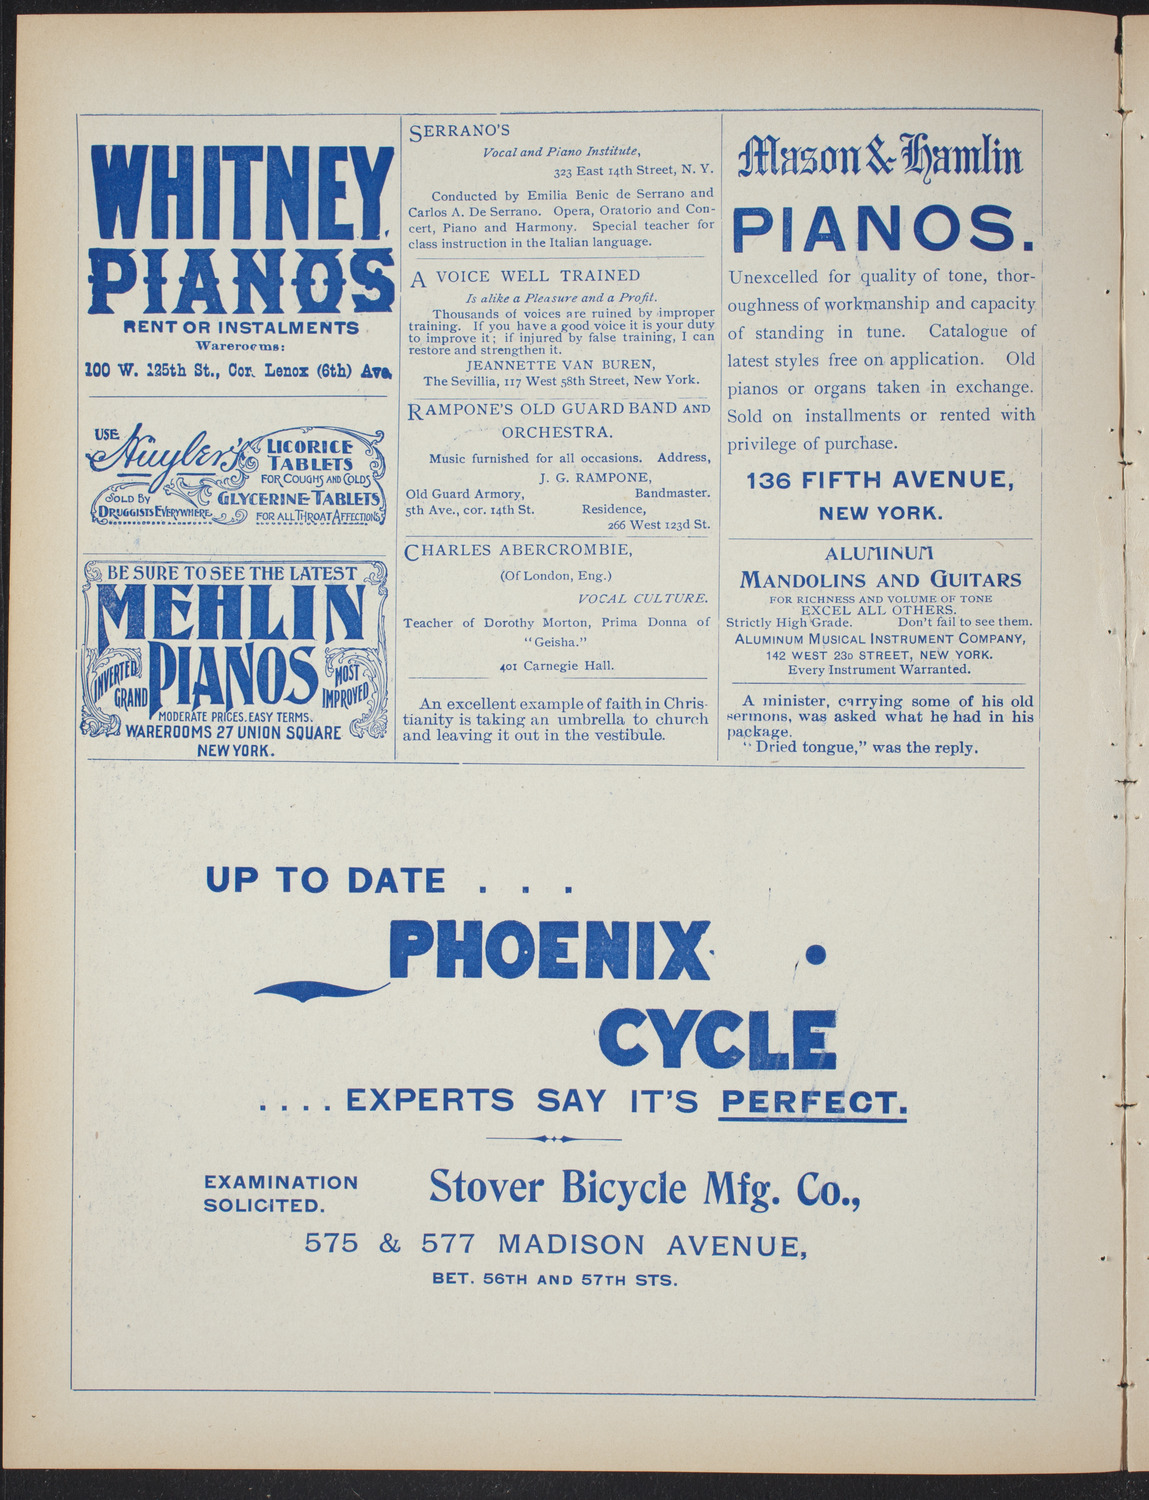 WHITNEY
PIANOS
RENT OR INSTALMENTS
Warerooms:
100 W. 125th St., Cor. Lenox (6th) Ave.
USE Huyler's LICORICE
TABLETS
FOR COUGHS AND COLDS
SOLD BY
DRUGGISTS EVERYWHERE
GLYCERINE TABLETS
FOR ALL THROAT AFFECTIONS
BE SURE TO SEE THE LATEST
MEHLIN
PIANOS
INVERTED
GRAND
MOST
IMPROVED
MODERATE PRICES. EASY TERMS.
WAREROOMS 27 UNION SQUARE
NEW YORK.
SERRANO'S
Vocal and Piano Institute,
323 East 14th Street, N. Y.
Conducted by Emilia Benic de Serrano and
Carlos A. De Serrano. Opera, Oratorio and Con-
cert, Piano and Harmony. Special teacher for
class instruction in the Italian language.
A VOICE WELL TRAINED
Is alike a Pleasure and a Profit.
Thousands of voices are ruined by improper
training. If you have a good voice it is your duty
to improve it; if injured by false training, I can
restore and strengthen it.
JEANNETTE VAN BUREN,
The Sevillia, 117 West 58th Street, New York.
RAMPONE'S OLD GUARD BAND AND
ORCHESTRA.
Music furnished for all occasions. Address,
J. G. RAMPONE,
Old Guard Armory, Bandmaster.
5th Ave., cor. 14th St. Residence,
266 West 123d St.
CHARLES ABERCROMBIE,
(Of London, Eng.)
VOCAL CULTURE.
Teacher of Dorothy Morton, Prima Donna of
"Geisha."
401 Carnegie Hall.
An excellent example of faith in Chris-
tianity is taking an umbrella to church
and leaving it out in the vestibule.
Mason & Hamlin
PIANOS.
Unexcelled for quality of tone, thor-
oughness of workmanship and capacity
of standing in tune. Catalogue of
latest styles free on application. Old
pianos or organs taken in exchange.
Sold on installments or rented with
privilege of purchase.
136 FIFTH AVENUE,
NEW YORK.
ALUMINUM
MANDOLINS AND GUITARS
FOR RICHNESS AND VOLUME OF TONE
EXCEL ALL OTHERS.
Strictly High Grade. Don't fail to see them.
ALUMINUM MUSICAL INSTRUMENT COMPANY,
142 WEST 23D STREET, NEW YORK.
Every Instrument Warranted.
A minister, carrying some of his old
sermons, was asked what he had in his
package.
"Dried tongue," was the reply.
UP TO DATE . . .
PHOENIX
CYCLE
. . . . EXPERTS SAY IT'S PERFECT.
EXAMINATION
SOLICITED.
Stover Bicycle Mfg. Co.,
575 & 577 MADISON AVENUE,
BET. 56TH AND 57TH STS.